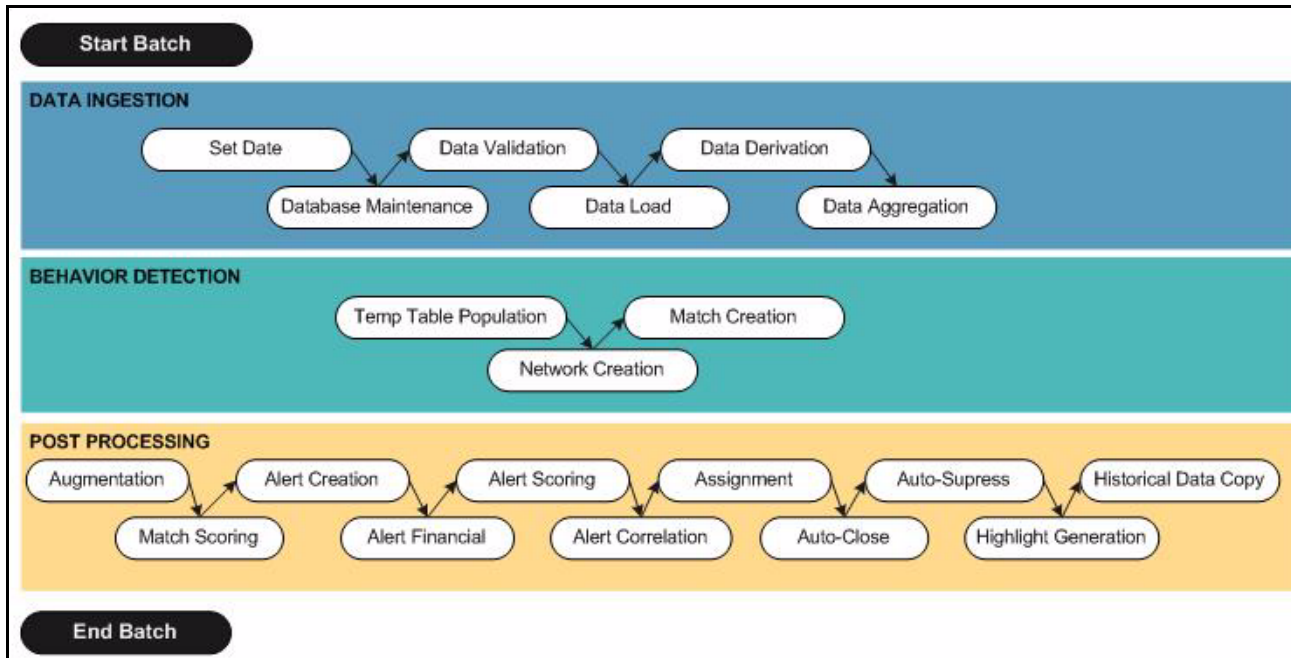 Start Batch
DATA INGESTION
Set Date
Data Validation
Data Derivation
Database Maintenance
Data Load
Data Aggregation
BEHAVIOR DETECTION
Temp Table Population
Match Creation
Network Creation
POST PROCESSING
Augmentation
Alert Creation
Alert Scoring
Assignment
Auto-Supress
Historical Data Copy
Match Scoring
Alert Financial
Alert Correlation
Auto-Close
Highlight Generation
End Batch